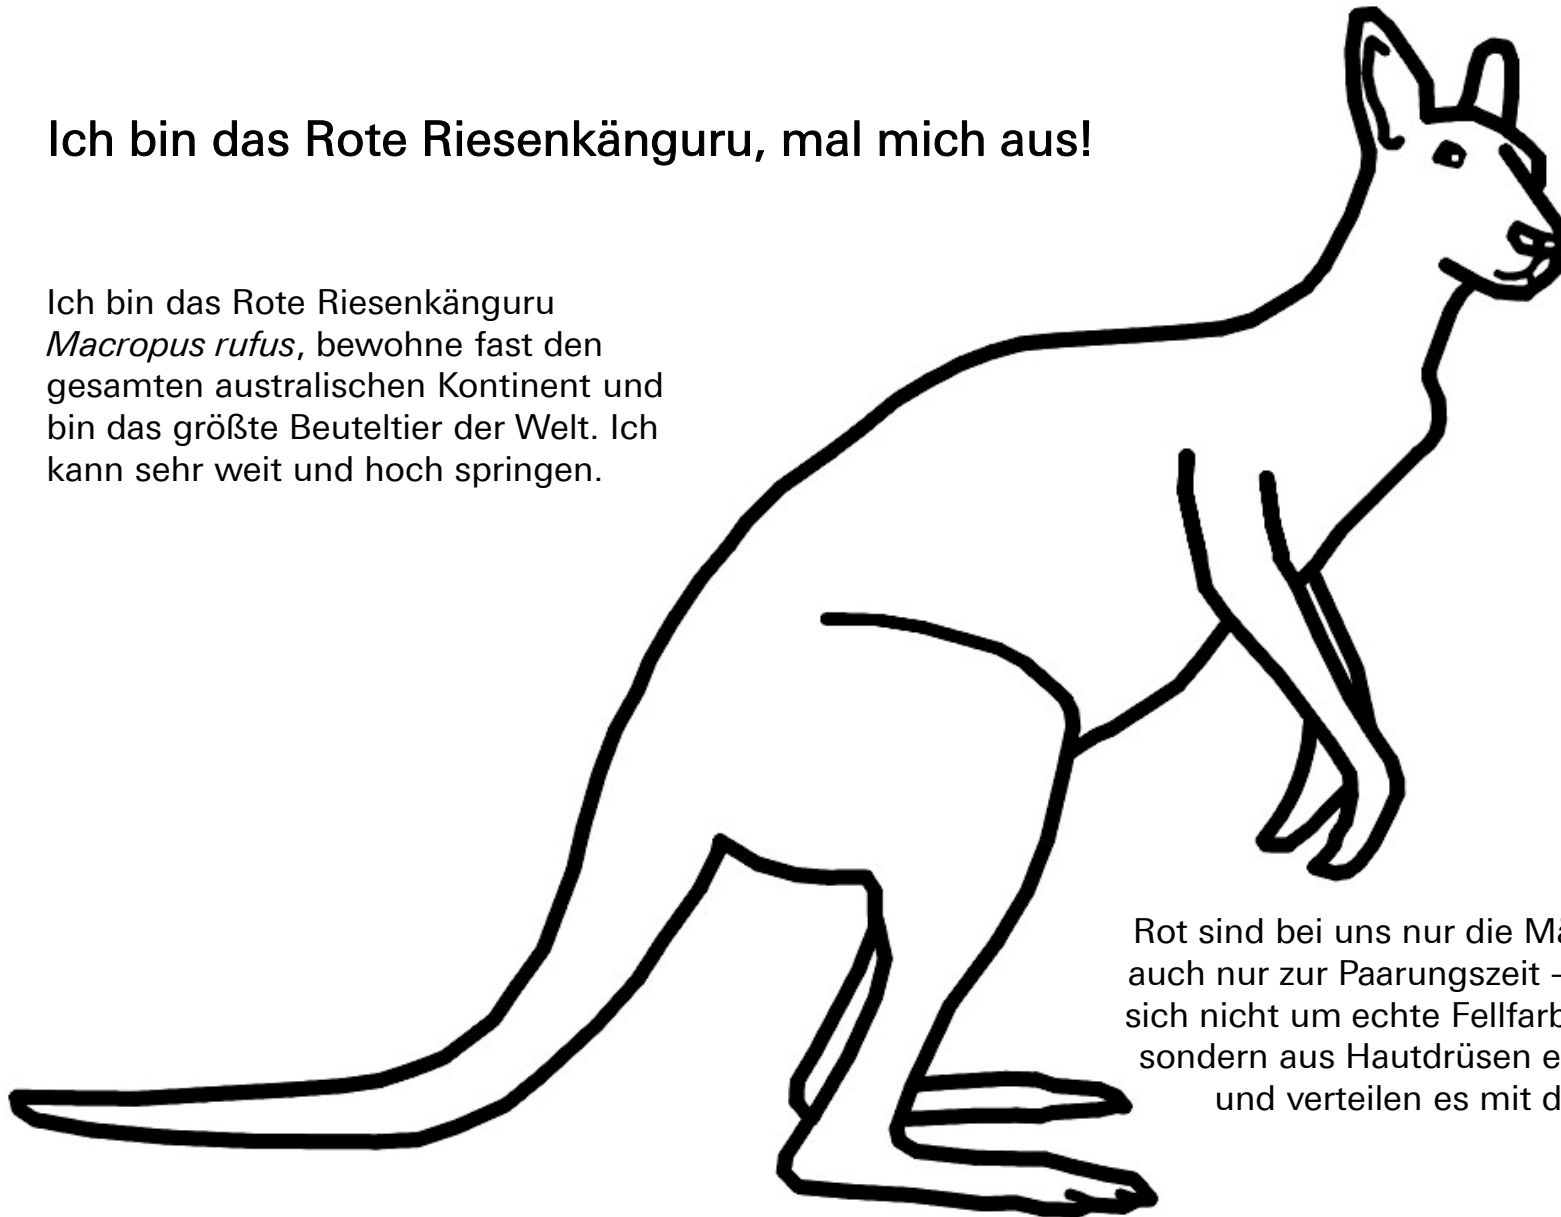 Ich bin das Rote Riesenkänguru, mal mich aus!
Ich bin das Rote Riesenkänguru
Macropus rufus, bewohne fast den
gesamten australischen Kontinent und
bin das größte Beuteltier der Welt. Ich
kann sehr weit und hoch springen.
Rot sind bei uns nur die
auch nur zur Paarungszeit –
sich nicht um echte
sondern aus Hautdrüsen
und verteilen es mit